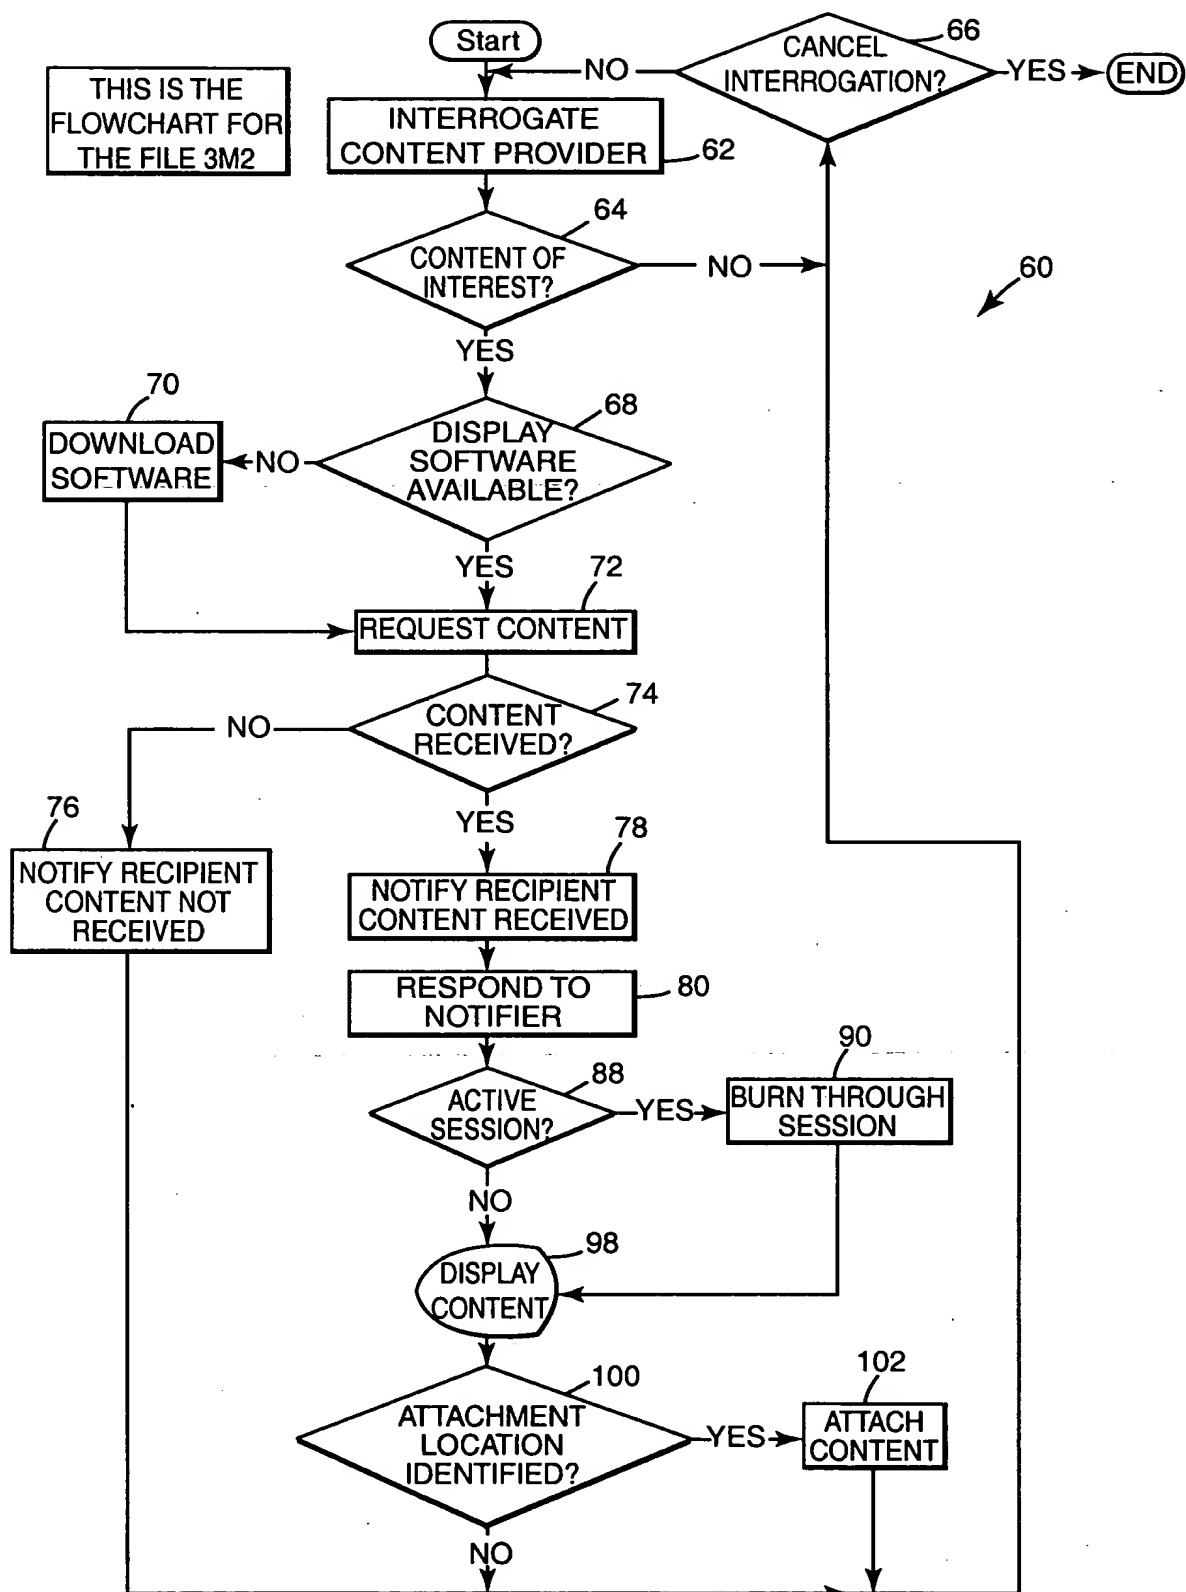 Start
66
CANCEL
INTERROGATION?
NO
YES
END
THIS IS THE
FLOWCHART FOR
THE FILE 3M2
INTERROGATE
CONTENT PROVIDER
62
64
CONTENT OF
INTEREST?
NO
60
YES
70
68
DISPLAY
SOFTWARE
AVAILABLE?
NO
DOWNLOAD
SOFTWARE
YES
72
REQUEST CONTENT
74
CONTENT
RECEIVED?
NO
YES
76
78
NOTIFY RECIPIENT
CONTENT NOT
RECEIVED
NOTIFY RECIPIENT
CONTENT RECEIVED
RESPOND TO
NOTIFIER
80
88
90
ACTIVE
SESSION?
YES
BURN THROUGH
SESSION
NO
98
DISPLAY
CONTENT
100
102
ATTACHMENT
LOCATION
IDENTIFIED?
YES
ATTACH
CONTENT
NO